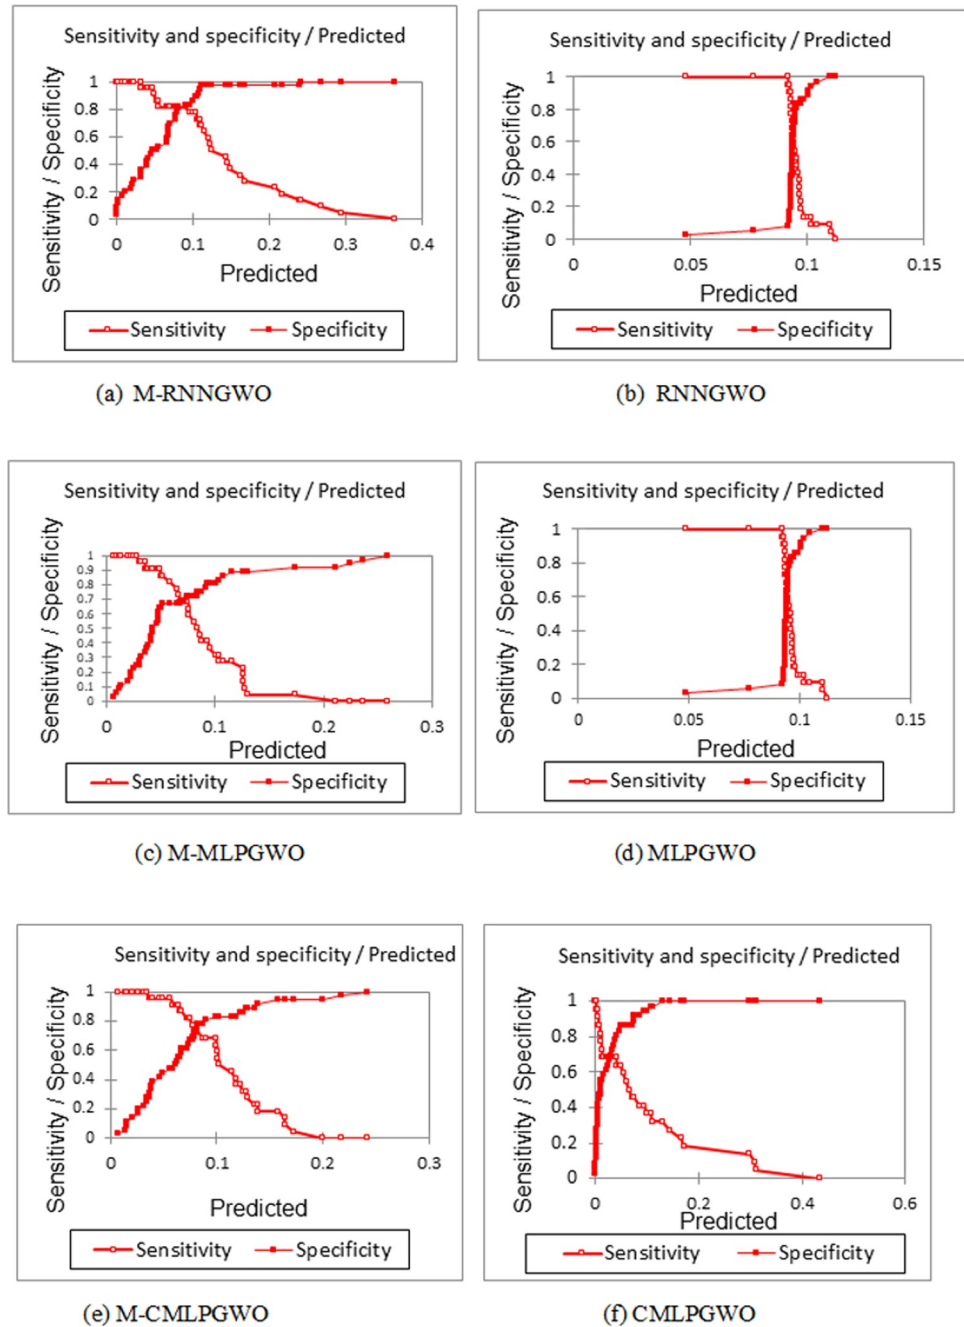 Sensitivity and specificity / Predicted
Sensitivity / Specificity
1
0.8
0.6
0.4
0.2
0
0 0.1 0.2 0.3 0.4
Predicted
Sensitivity Specificity
(a) M-RNNGWO
Sensitivity and specificity / Predicted
Sensitivity / Specificity
1
0.8
0.6
0.4
0.2
0
0 0.05 0.1 0.15
Predicted
Sensitivity Specificity
(b) RNNGWO
Sensitivity and specificity / Predicted
Sensitivity / Specificity
1
0.9
0.8
0.7
0.6
0.5
0.4
0.3
0.2
0.1
0
0 0.1 0.2 0.3
Predicted
Sensitivity Specificity
(c) M-MLPGWO
Sensitivity and specificity / Predicted
Sensitivity / Specificity
1
0.8
0.6
0.4
0.2
0
0 0.05 0.1 0.15
Predicted
Sensitivity Specificity
(d) MLPGWO
Sensitivity and specificity / Predicted
Sensitivity / Specificity
1
0.8
0.6
0.4
0.2
0
0 0.1 0.2 0.3
Predicted
Sensitivity Specificity
(e) M-CMLPGWO
Sensitivity and specificity / Predicted
Sensitivity / Specificity
1
0.8
0.6
0.4
0.2
0
0 0.2 0.4 0.6
Predicted
Sensitivity Specificity
(f) CMLPGWO